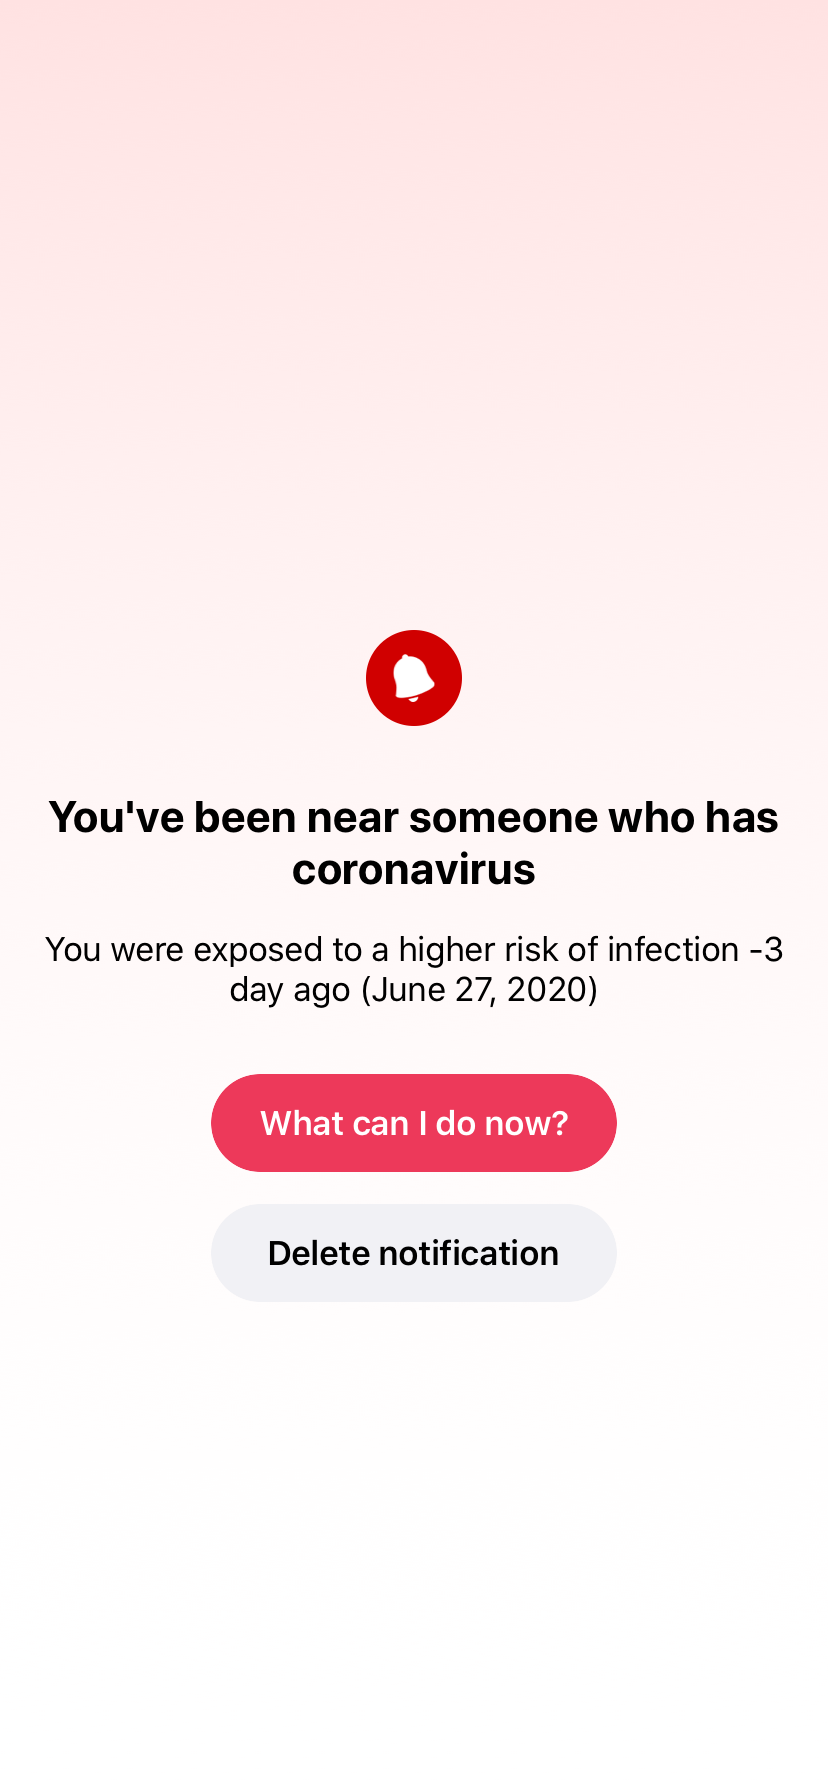 You've been near someone who has
coronavirus
You were exposed to a higher risk of infection -3
day ago (June 27, 2020)
What can I do now?
Delete notification